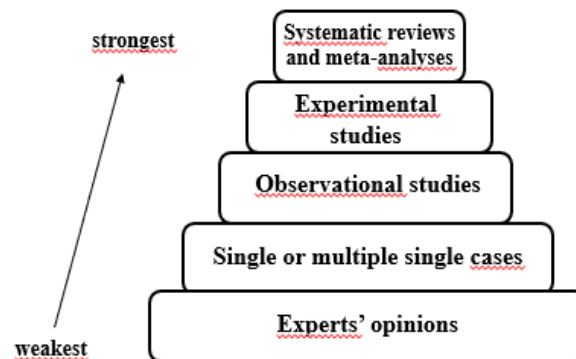 strongest
Systematic reviews
and meta-analyses
Experimental
studies
Observational studies
Single or multiple single cases
Experts’ opinions
weakest